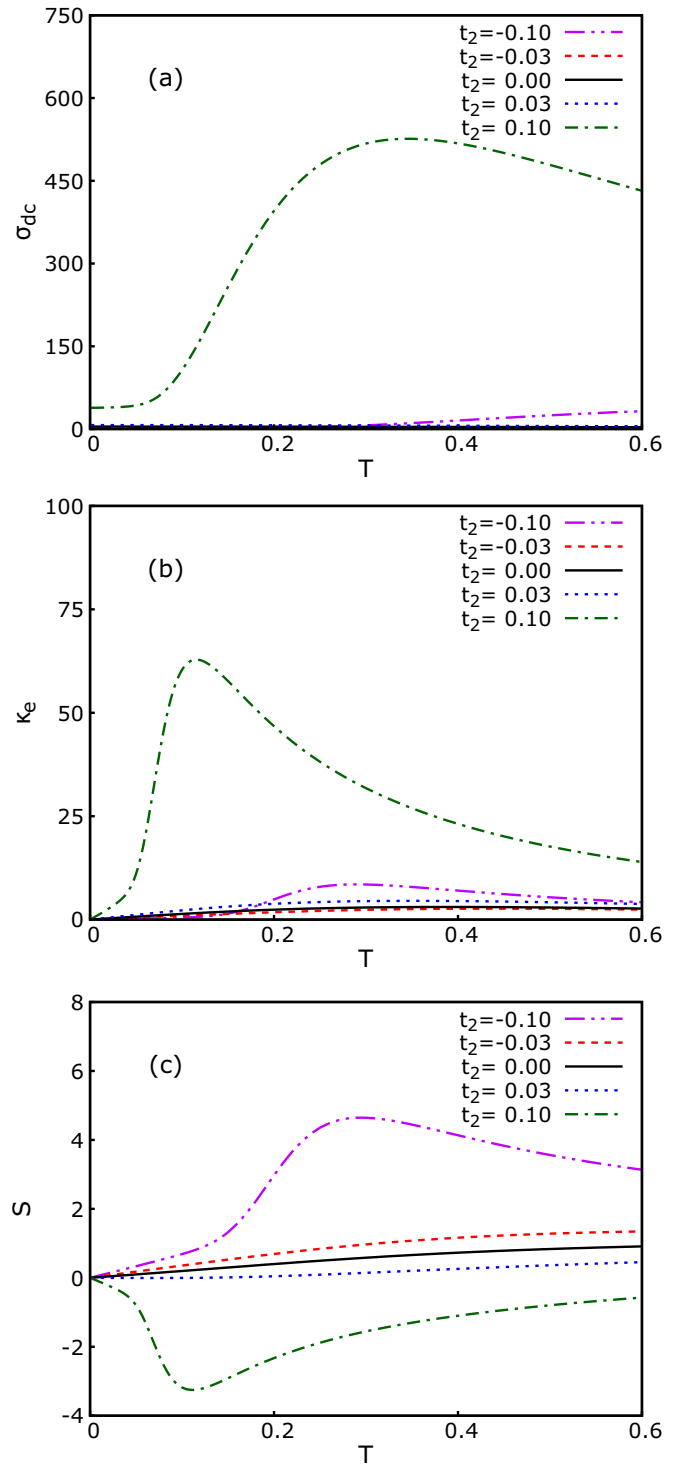 750
600
450
300
150
0
σdc
(a)
t2=-0.10
t2=-0.03
t2= 0.00
t2= 0.03
t2= 0.10
0 0.2 0.4 0.6
T
100
75
50
25
0
κe
(b)
t2=-0.10
t2=-0.03
t2= 0.00
t2= 0.03
t2= 0.10
0 0.2 0.4 0.6
T
8
6
4
2
0
-2
-4
S
(c)
t2=-0.10
t2=-0.03
t2= 0.00
t2= 0.03
t2= 0.10
0 0.2 0.4 0.6
T